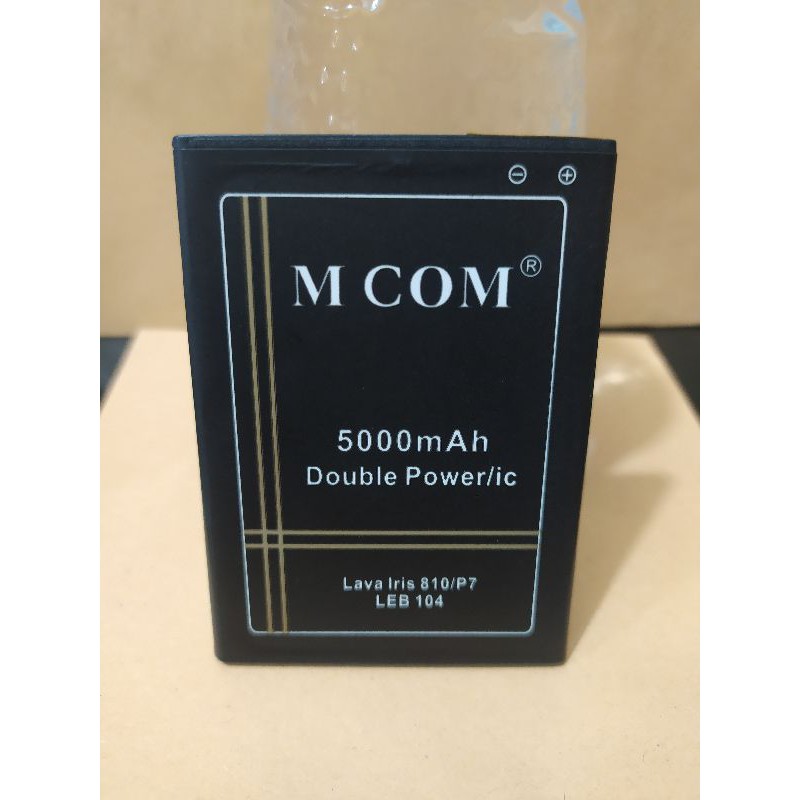 ⊖ ⊕
M COM®
5000mAh
Double Power/ic
Lava Iris 810/P7
LEB 104